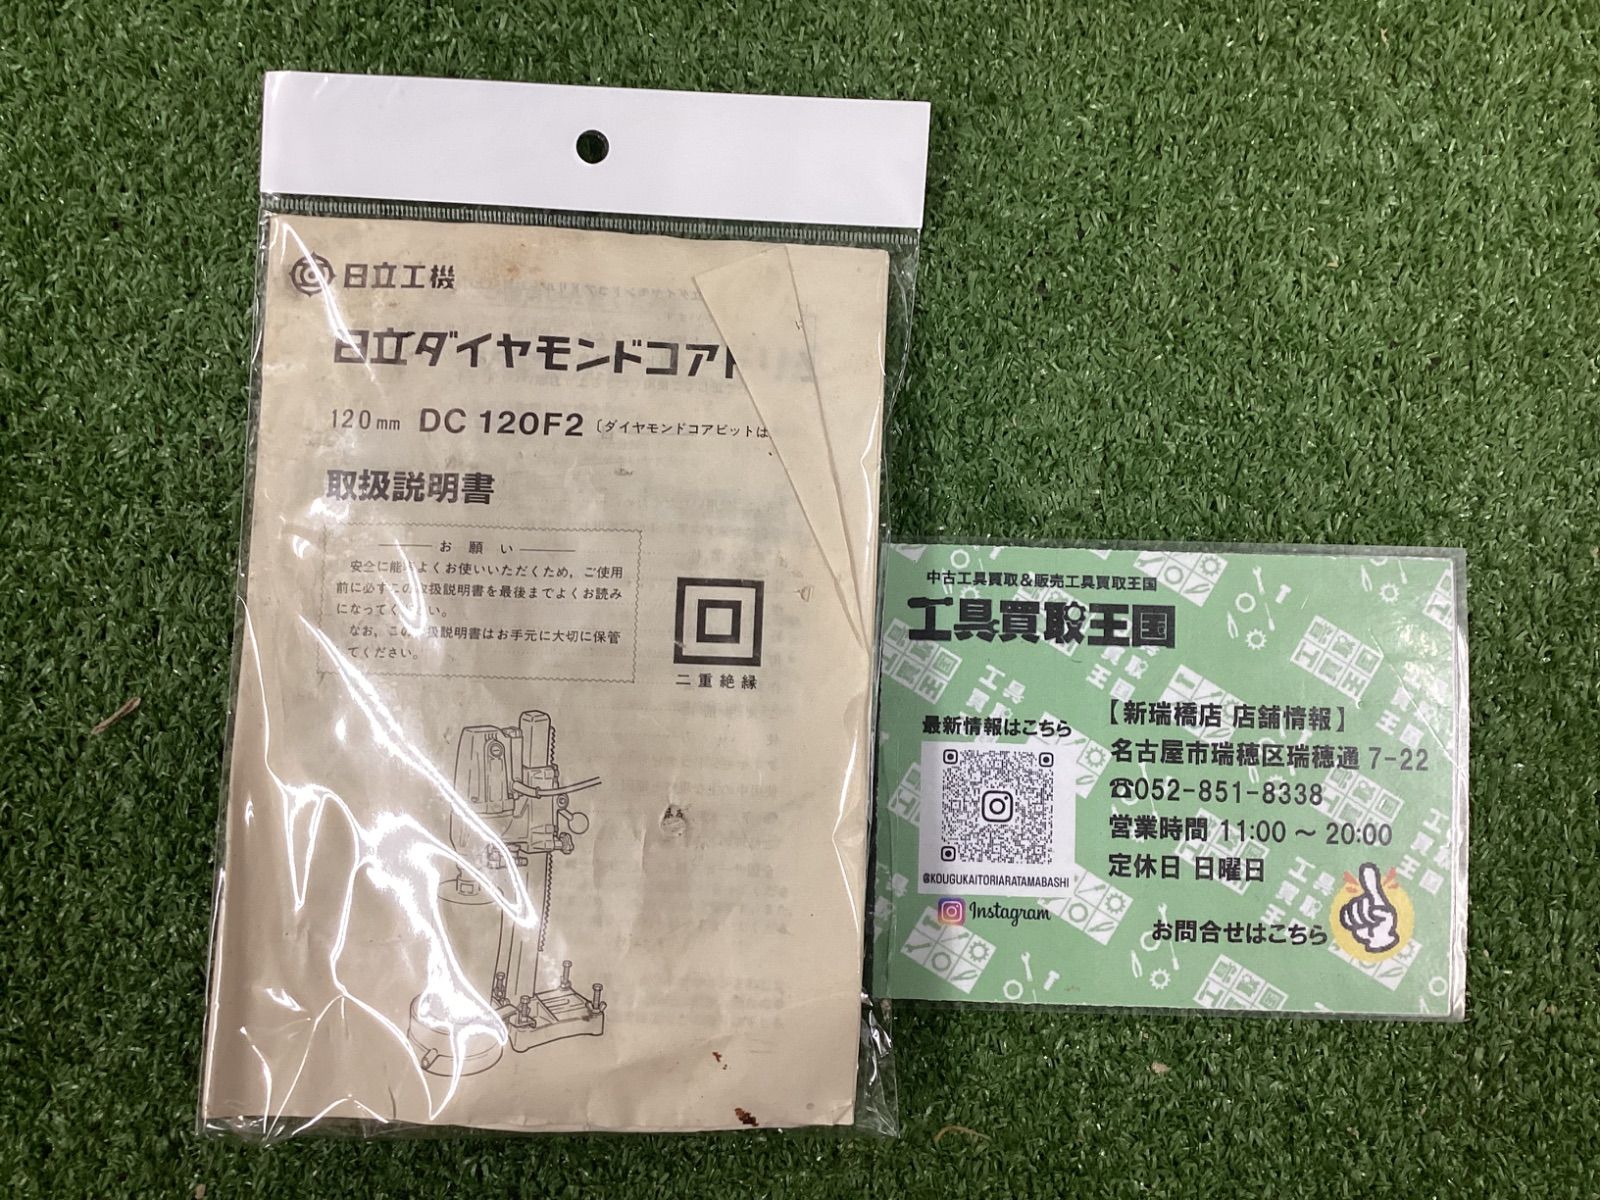 日立工機
日立ダイヤモンドコアド
120mm DC 120F2 〔ダイヤモンドコアビットは
取扱説明書
お願い
安全に能率よくお使いいただくため，ご使用
前に必ずこの取扱説明書を最後までよくお読み
になってください。
なお，この取扱説明書はお手元に大切に保管
してください。
二重絶縁
中古工具買取&販売工具買取王国
工具買取王国
最新情報はこちら
@KOUGUKAITORIARATAMABASHI
Instagram
【新瑞橋店 店舗情報】
名古屋市瑞穂区瑞穂通 7-22
☎052-851-8338
営業時間 11:00 〜 20:00
定休日 日曜日
お問合せはこちら